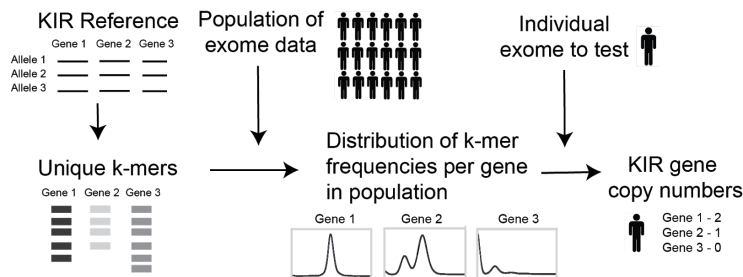 KIR Reference
Gene 1 Gene 2 Gene 3
Allele 1
Allele 2
Allele 3
Population of
exome data
Individual
exome to test
Unique k-mers
Gene 1 Gene 2 Gene 3
Distribution of k-mer
frequencies per gene
in population
Gene 1 Gene 2 Gene 3
KIR gene
copy numbers
Gene 1 - 2
Gene 2 - 1
Gene 3 - 0